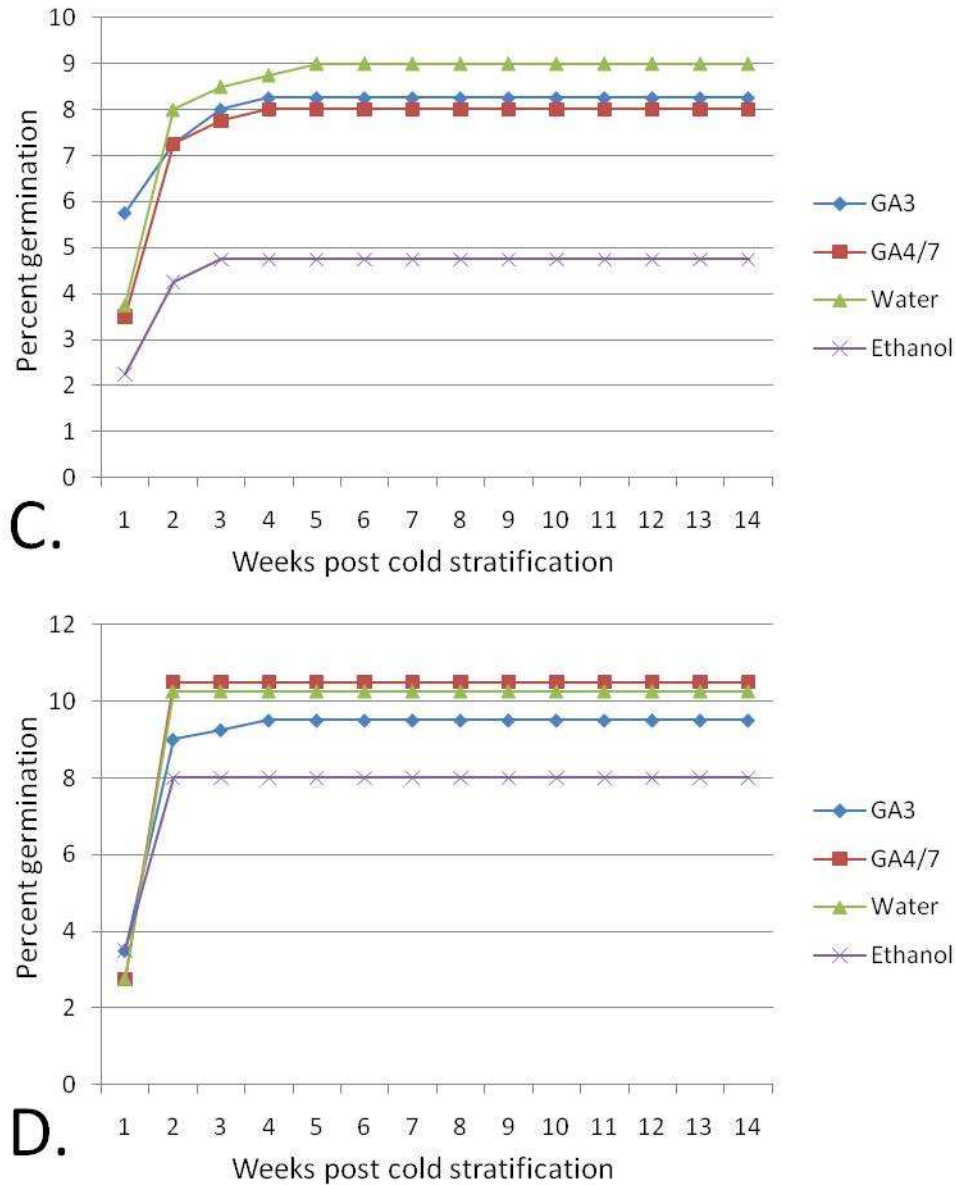 10
9
8
7
6
5
4
3
2
1
0
Percent germination
1 2 3 4 5 6 7 8 9 10 11 12 13 14
Weeks post cold stratification
GA3
GA4/7
Water
Ethanol
C.
12
10
8
6
4
2
0
Percent germination
1 2 3 4 5 6 7 8 9 10 11 12 13 14
Weeks post cold stratification
GA3
GA4/7
Water
Ethanol
D.